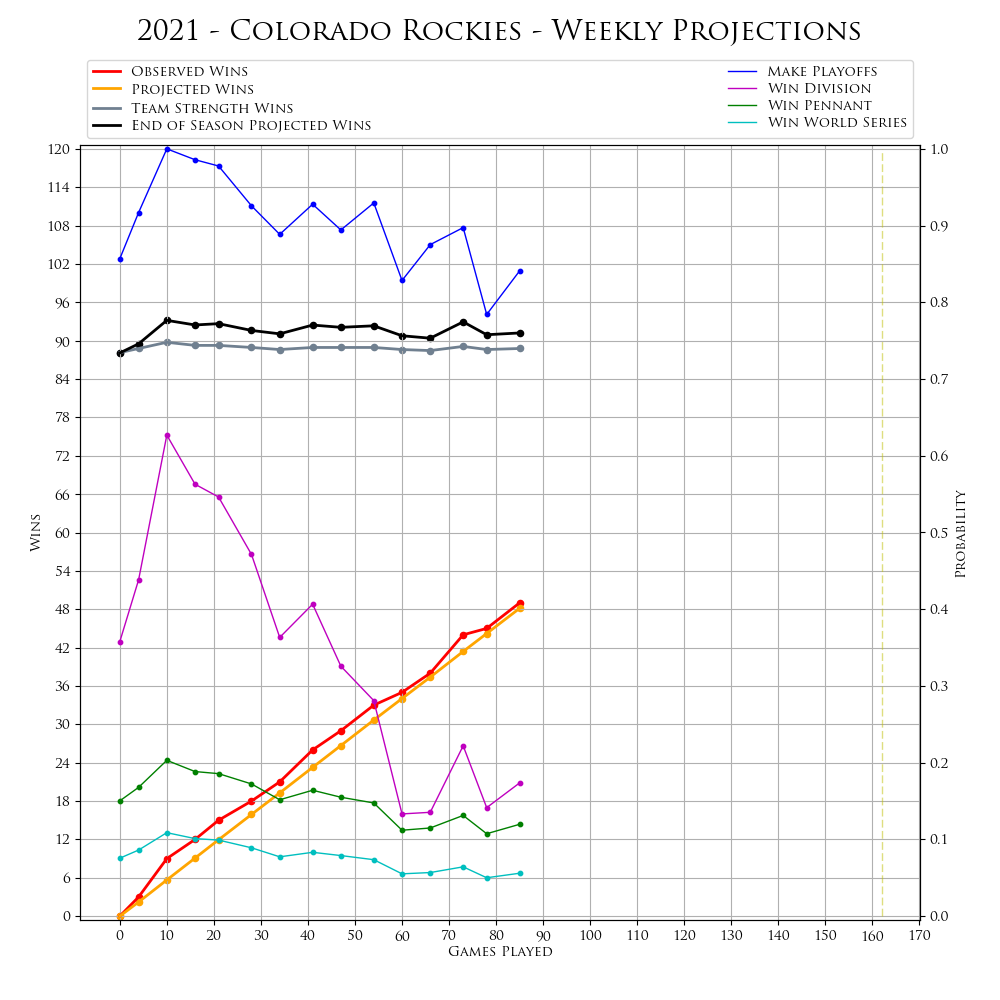 2021 - Colorado Rockies - Weekly Projections
Observed Wins
Projected Wins
Team Strength Wins
End of Season Projected Wins
Make Playoffs
Win Division
Win Pennant
Win World Series
120
114
108
102
96
90
84
78
72
66
60
54
48
42
36
30
24
18
12
6
0
Wins
1.0
0.9
0.8
0.7
0.6
0.5
0.4
0.3
0.2
0.1
0.0
Probability
0 10 20 30 40 50 60 70 80 90 100 110 120 130 140 150 160 170
Games Played